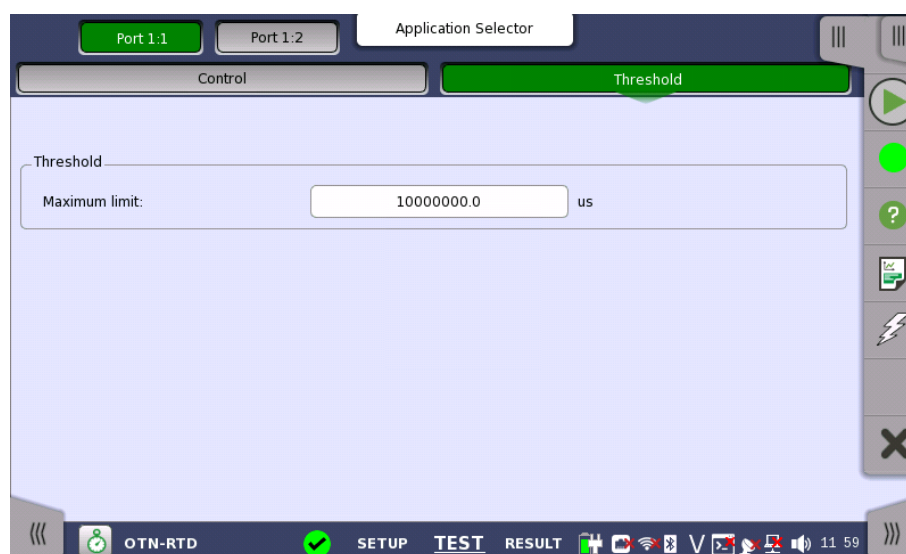 Port 1:1 Port 1:2 Application Selector
Control Threshold
Threshold
Maximum limit: 10000000.0 us
?
OTN-RTD SETUP TEST RESULT 11 59